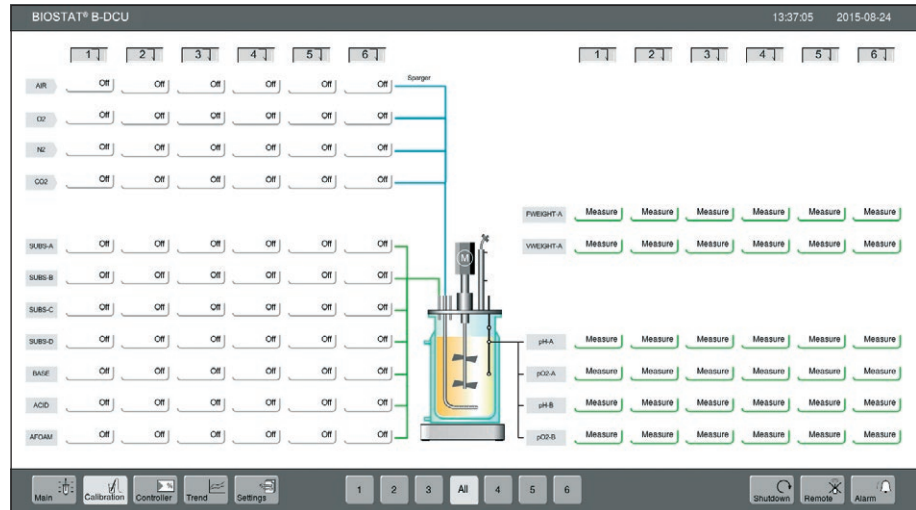 BIOSTAT® B-DCU 13:37:05 2015-08-24
1 2 3 4 5 6 1 2 3 4 5 6
AIR Off Off Off Off Off Off Sparger
O2 Off Off Off Off Off Off
N2 Off Off Off Off Off Off
CO2 Off Off Off Off Off Off
FWEIGHT-A Measure Measure Measure Measure Measure Measure
SUBS-A Off Off Off Off Off Off VWEIGHT-A Measure Measure Measure Measure Measure Measure
M
SUBS-B Off Off Off Off Off Off
SUBS-C Off Off Off Off Off Off
SUBS-D Off Off Off Off Off Off pH-A Measure Measure Measure Measure Measure Measure
BASE Off Off Off Off Off Off pO2-A Measure Measure Measure Measure Measure Measure
ACID Off Off Off Off Off Off pH-B Measure Measure Measure Measure Measure Measure
AFOAM Off Off Off Off Off Off pO2-B Measure Measure Measure Measure Measure Measure
Main Calibration % Controller Trend Settings 1 2 3 All 4 5 6 Shutdown Remote Alarm